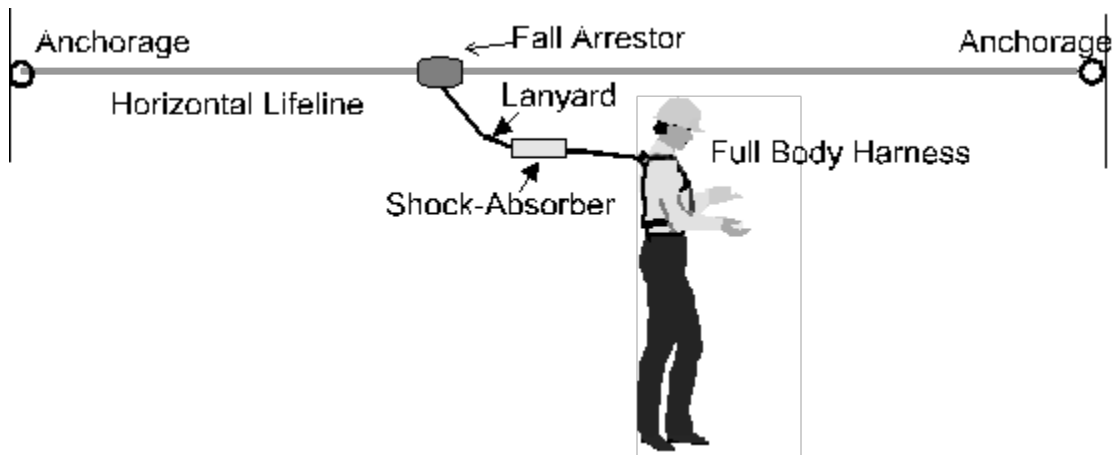 Anchorage
Fall Arrestor
Anchorage
Horizontal Lifeline
Lanyard
Full Body Harness
Shock-Absorber